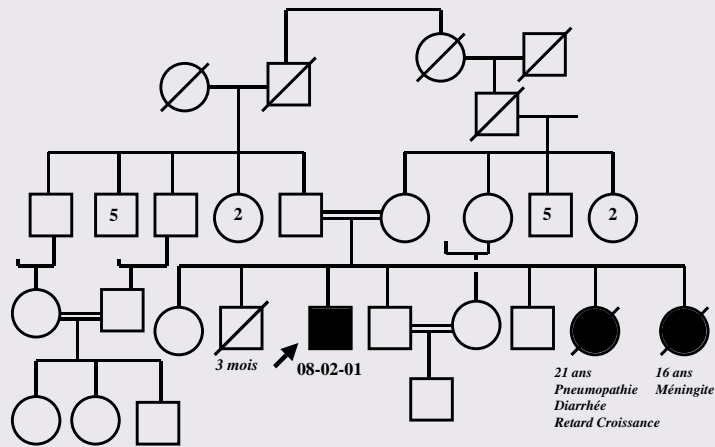 5
2
5
2
3 mois
08-02-01
21 ans
Pneumopathie
Diarrhée
Retard Croissance
16 ans
Méningite